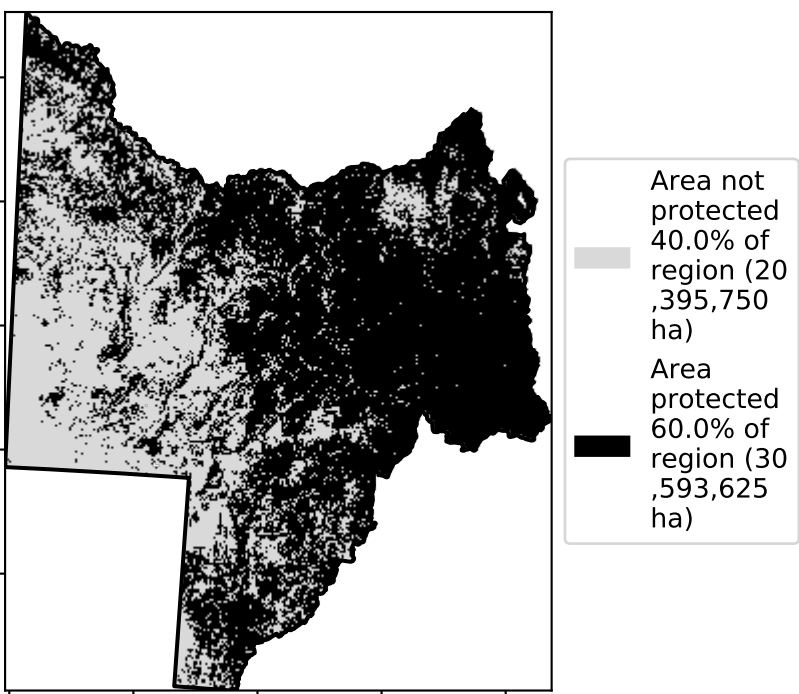 Area not
protected
40.0% of
region (20
,395,750
ha)
Area
protected
60.0% of
region (30
,593,625
ha)